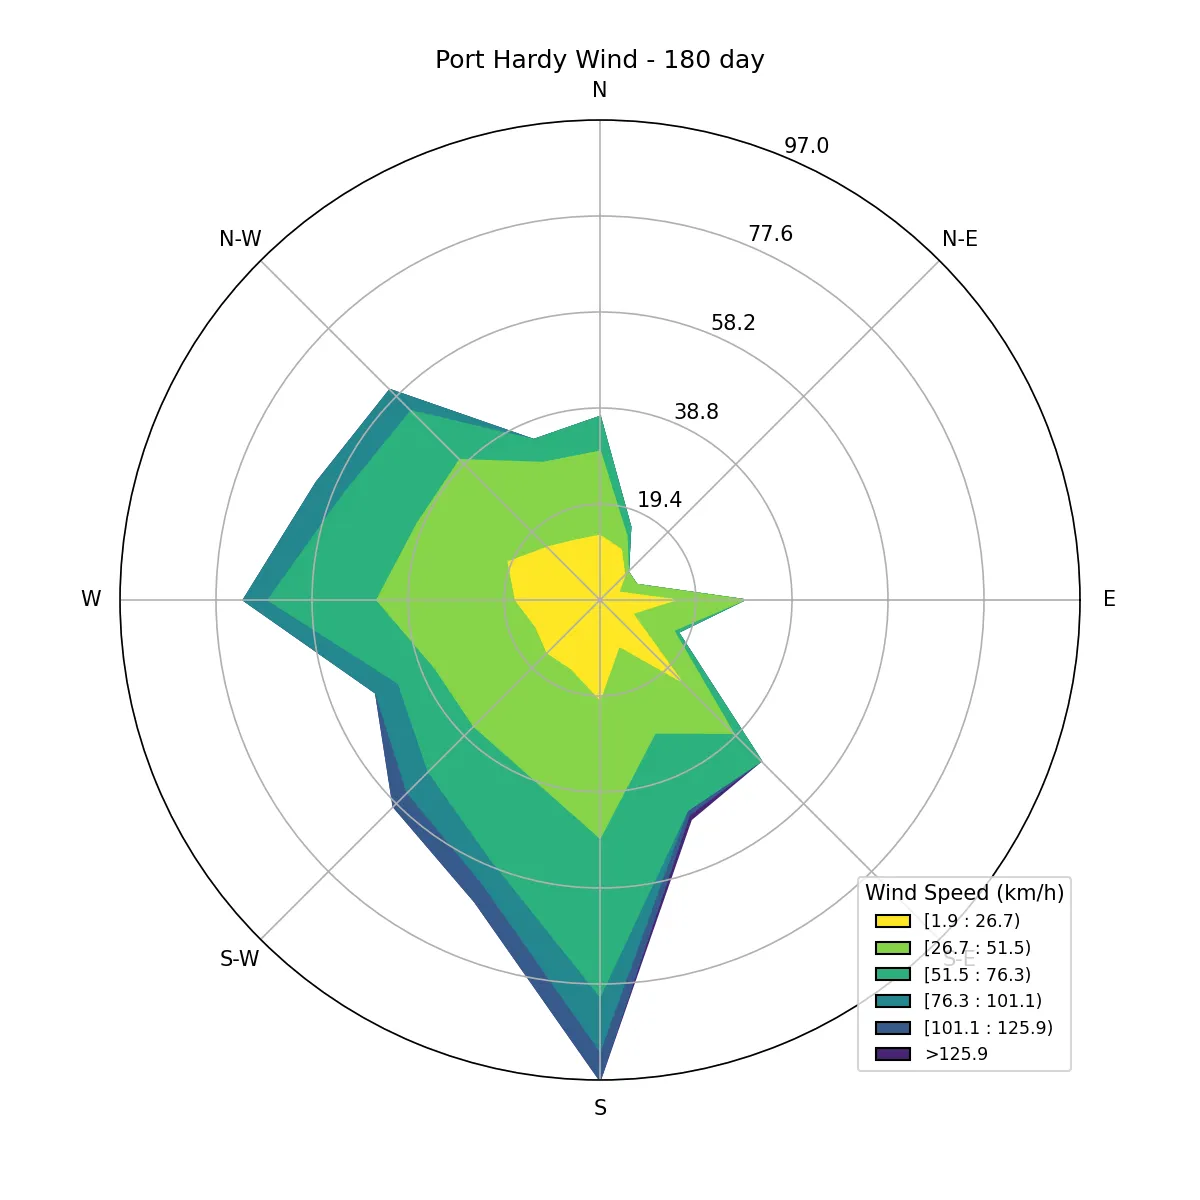 Port Hardy Wind - 180 day
N
97.0
N-W
77.6
N-E
58.2
38.8
19.4
W
E
Wind Speed (km/h)
[1.9 : 26.7)
[26.7 : 51.5)
S-W
S-E
[51.5 : 76.3)
[76.3 : 101.1)
[101.1 : 125.9)
>125.9
S